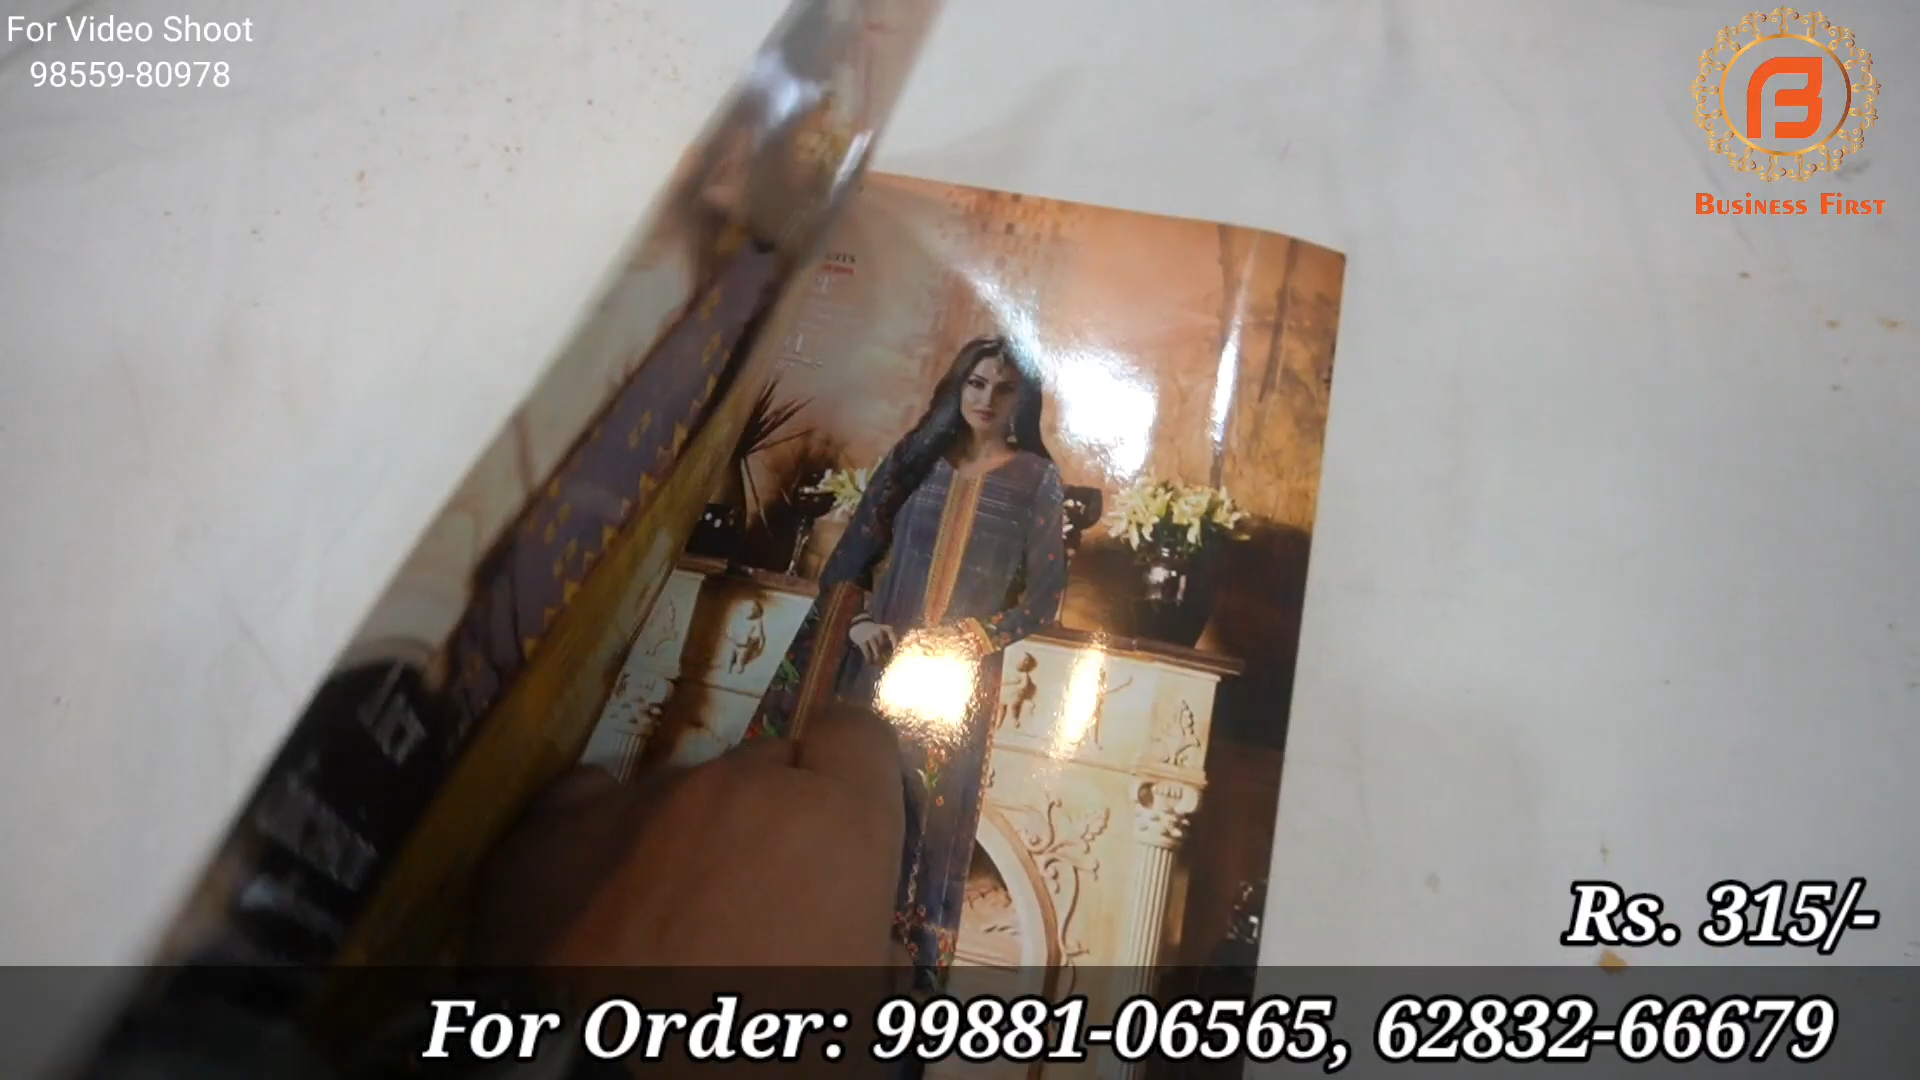 For Video Shoot
98559-80978
BUSINESS FIRST
Rs. 315/-
For Order: 99881-06565, 62832-66679